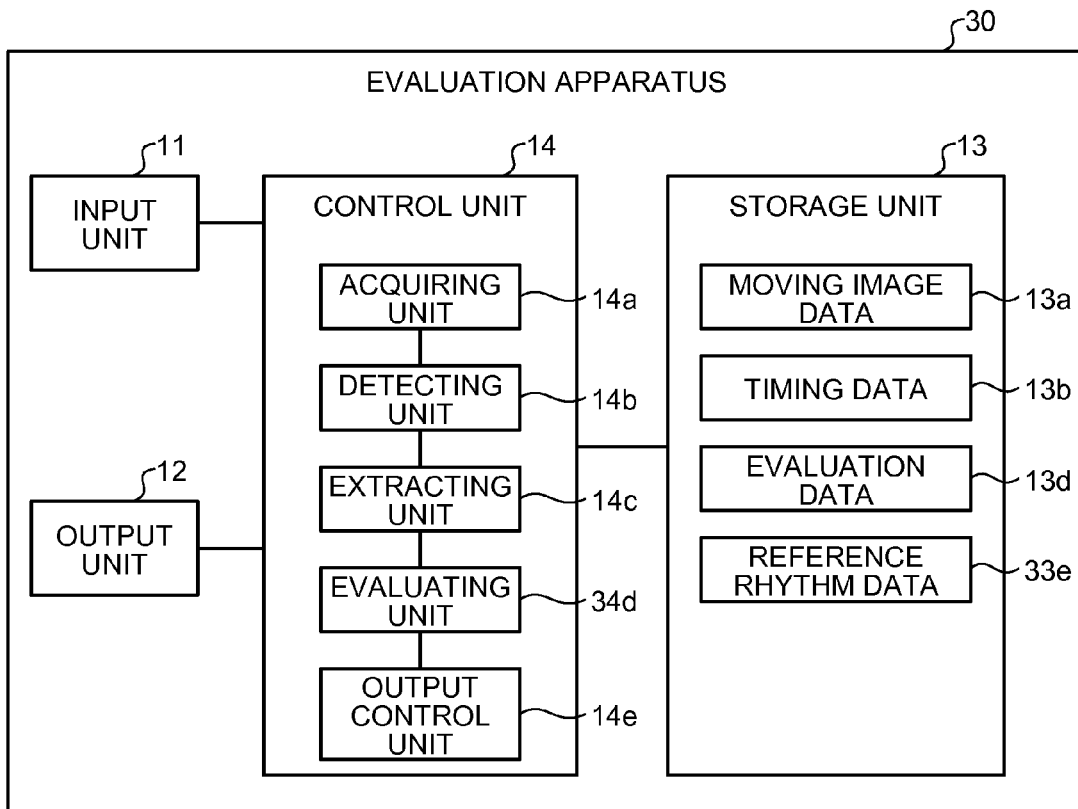 30
EVALUATION APPARATUS
11
INPUT
UNIT
12
OUTPUT
UNIT
14
CONTROL UNIT
ACQUIRING
UNIT
14a
DETECTING
UNIT
14b
EXTRACTING
UNIT
14c
EVALUATING
UNIT
34d
OUTPUT
CONTROL
UNIT
14e
13
STORAGE UNIT
MOVING IMAGE
DATA
13a
TIMING DATA
13b
EVALUATION
DATA
13d
REFERENCE
RHYTHM DATA
33e